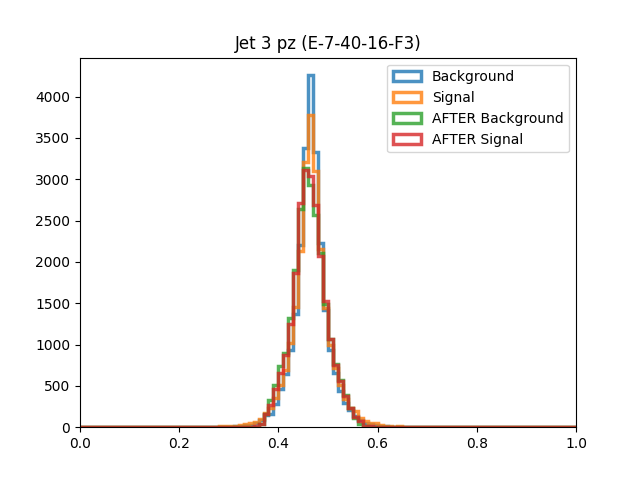 Jet 3 pz (E-7-40-16-F3)
Background
Signal
AFTER Background
AFTER Signal
4000
3500
3000
2500
2000
1500
1000
500
0
0.0 0.2 0.4 0.6 0.8 1.0